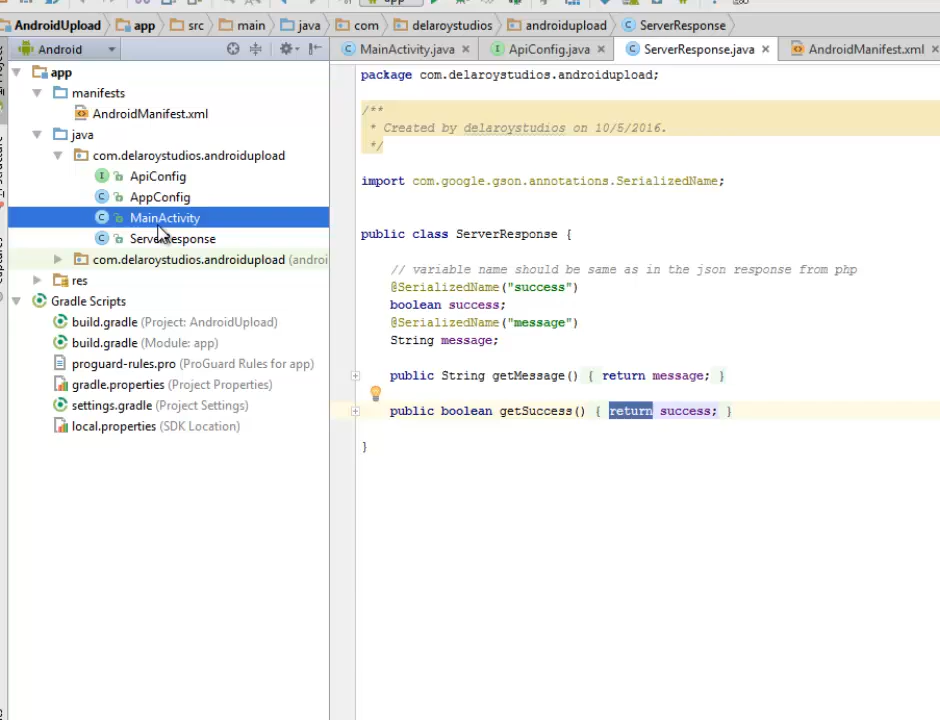 app
AndroidUpload app src main java com delaroystudios androidupload ServerResponse
Android
MainActivity.java ApiConfig.java ServerResponse.java AndroidManifest.xml
app
manifests
AndroidManifest.xml
java
com.delaroystudios.androidupload
ApiConfig
AppConfig
MainActivity
ServerResponse
com.delaroystudios.androidupload (androi
res
Gradle Scripts
build.gradle (Project: AndroidUpload)
build.gradle (Module: app)
proguard-rules.pro (ProGuard Rules for app)
gradle.properties (Project Properties)
settings.gradle (Project Settings)
local.properties (SDK Location)
package com.delaroystudios.androidupload;
/**
* Created by delaroystudios on 10/5/2016.
*/
import com.google.gson.annotations.SerializedName;
public class ServerResponse {
// variable name should be same as in the json response from php
@SerializedName("success")
boolean success;
@SerializedName("message")
String message;
public String getMessage() { return message; }
public boolean getSuccess() { return success; }
}